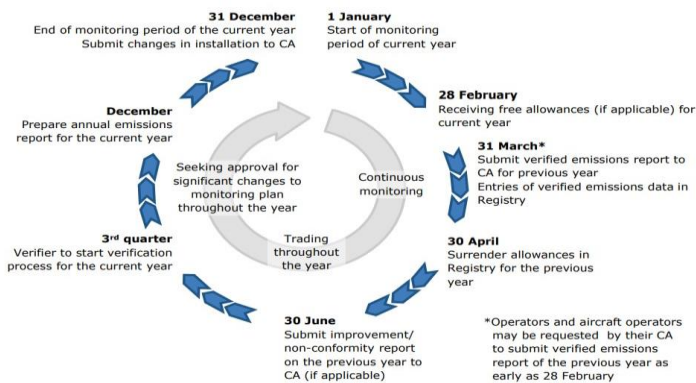 31 December
End of monitoring period of the current year
Submit changes in installation to CA
1 January
Start of monitoring
period of current year
28 February
Receiving free allowances (if applicable) for
current year
31 March*
Submit verified emissions report to
CA for previous year
Entries of verified emissions data in
Registry
30 April
Surrender allowances in
Registry for the previous
year
30 June
Submit improvement/
non-conformity report
on the previous year to
CA (if applicable)
3rd quarter
Verifier to start verification
process for the current year
December
Prepare annual emissions
report for the current year
Seeking approval for
significant changes to
monitoring plan
throughout the year
Continuous
monitoring
Trading
throughout
the year
*Operators and aircraft operators
may be requested by their CA
to submit verified emissions
report of the previous year as
early as 28 February